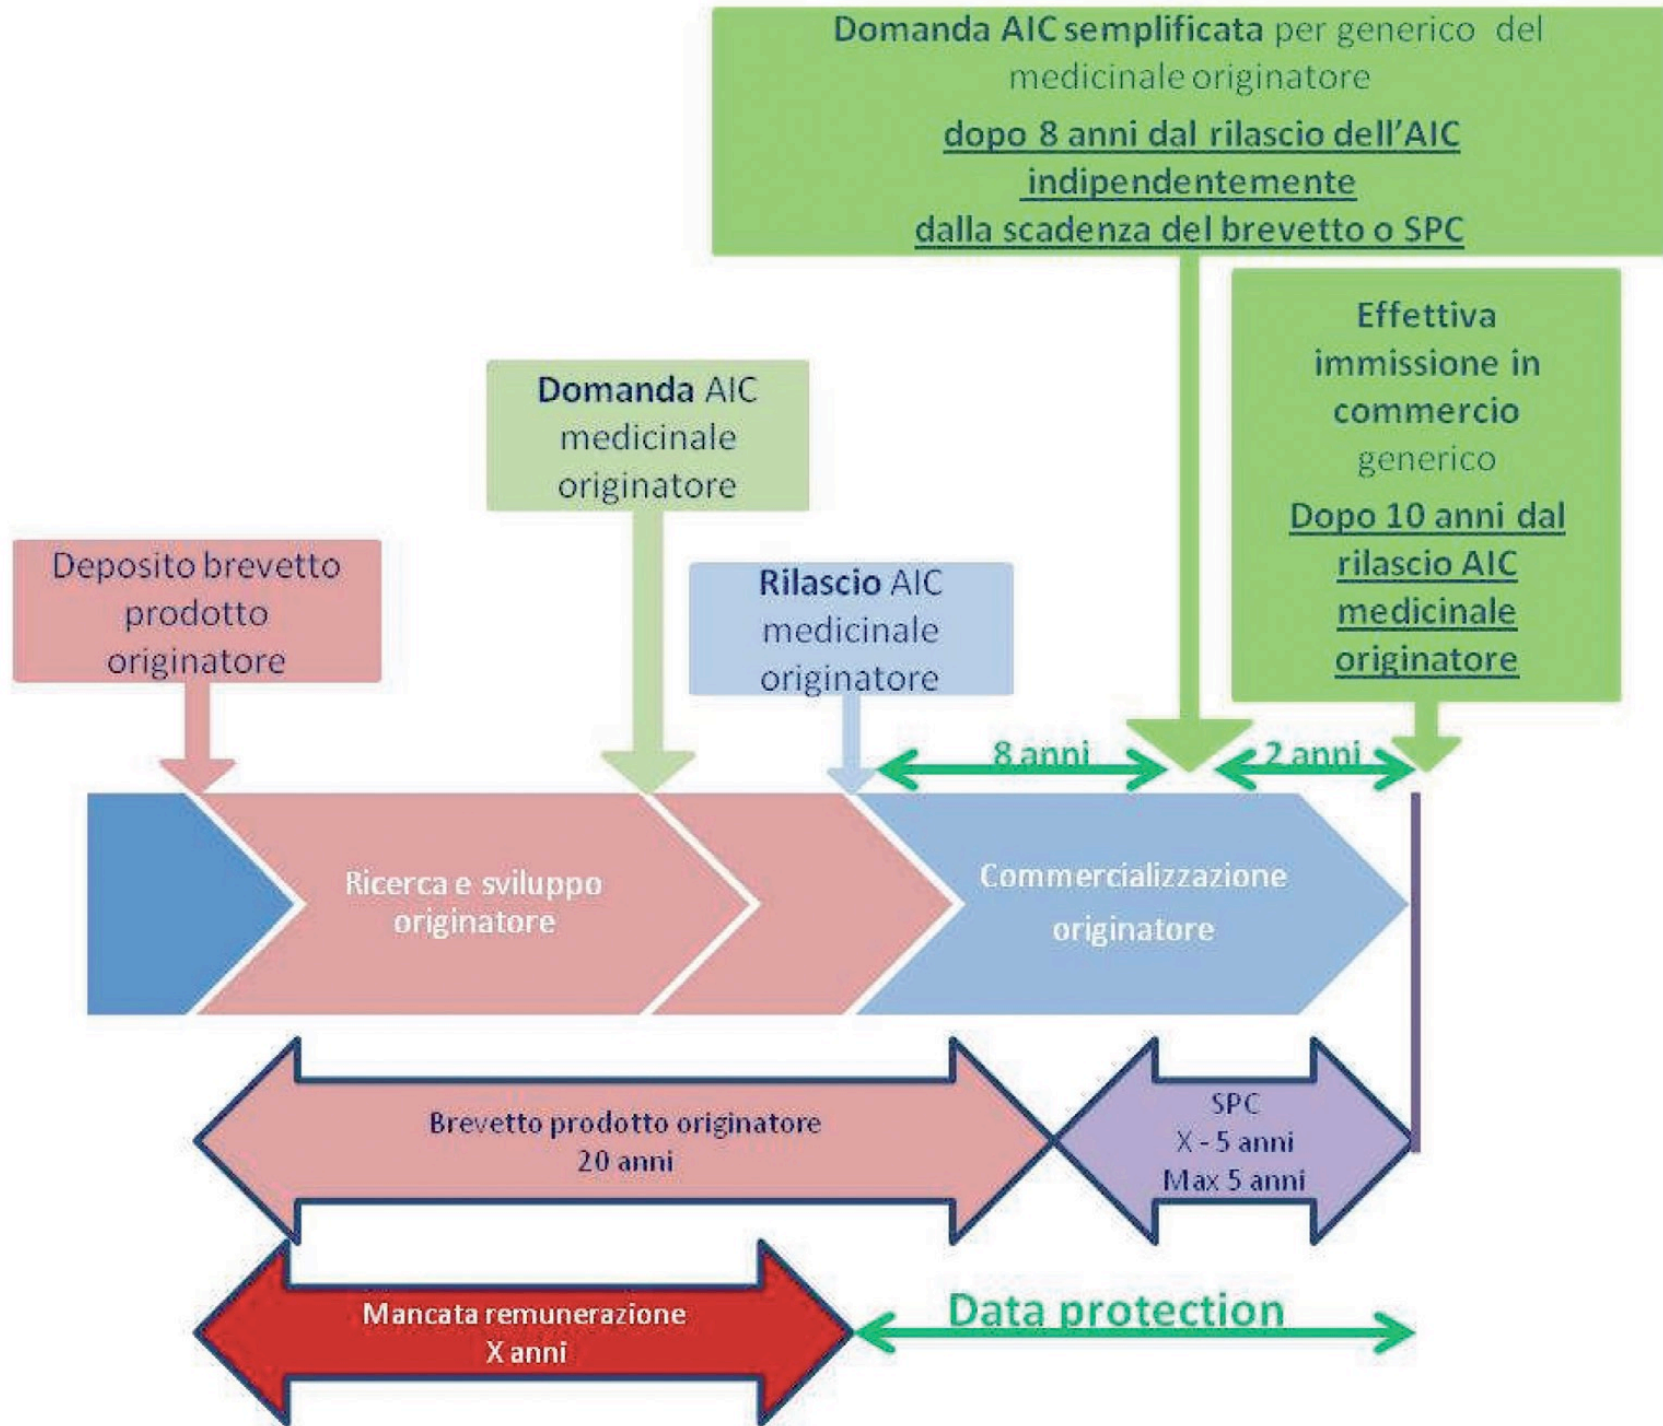 Domanda AIC semplificata per generico del
medicinale originatore
dopo 8 anni dal rilascio dell'AIC
indipendentemente
dalla scadenza del brevetto o SPC
Effettiva
immissione in
commercio
generico
Dopo 10 anni dal
rilascio AIC
medicinale
originatore
Domanda AIC
medicinale
originatore
Deposito brevetto
prodotto
originatore
Rilascio AIC
medicinale
originatore
8 anni
2 anni
Ricerca e sviluppo
originatore
Commercializzazione
originatore
Brevetto prodotto originatore
20 anni
SPC
X - 5 anni
Max 5 anni
Mancata remunerazione
X anni
Data protection